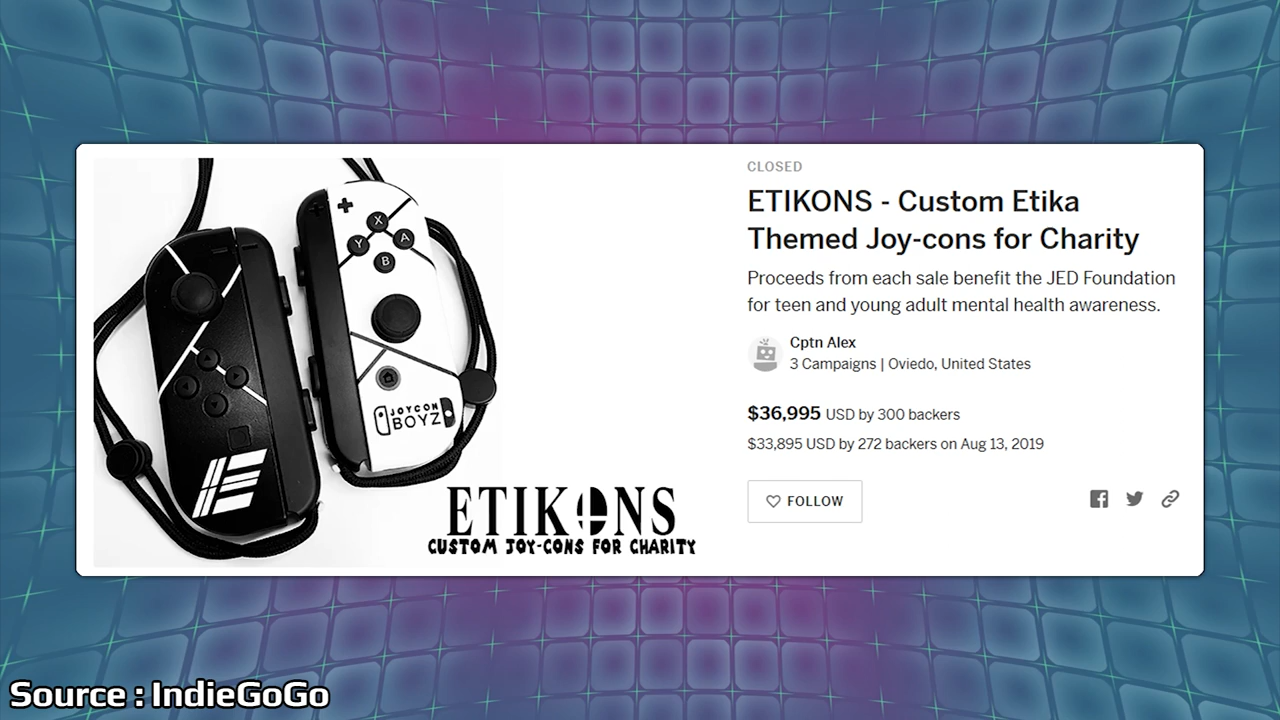 CLOSED
ETIKONS - Custom Etika
Themed Joy-cons for Charity
Proceeds from each sale benefit the JED Foundation
for teen and young adult mental health awareness.
Cptn Alex
3 Campaigns | Oviedo, United States
$36,995 USD by 300 backers
$33,895 USD by 272 backers on Aug 13, 2019
FOLLOW
X
Y
A
B
JOYCON
BOYZ
ETIKONS
CUSTOM JOY-CONS FOR CHARITY
Source : IndieGoGo